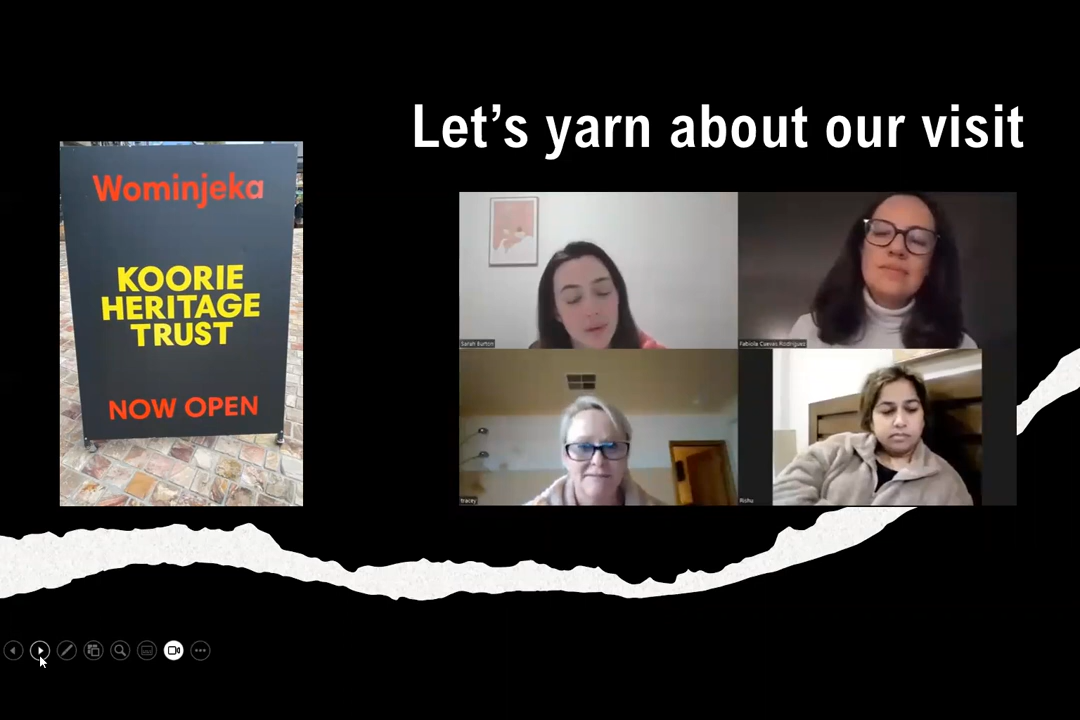 Let's yarn about our visit
Wominjeka
KOORIE
HERITAGE
TRUST
NOW OPEN
Sarah Burton
Fabiola Cuevas Rodriguez
tracey
Richu